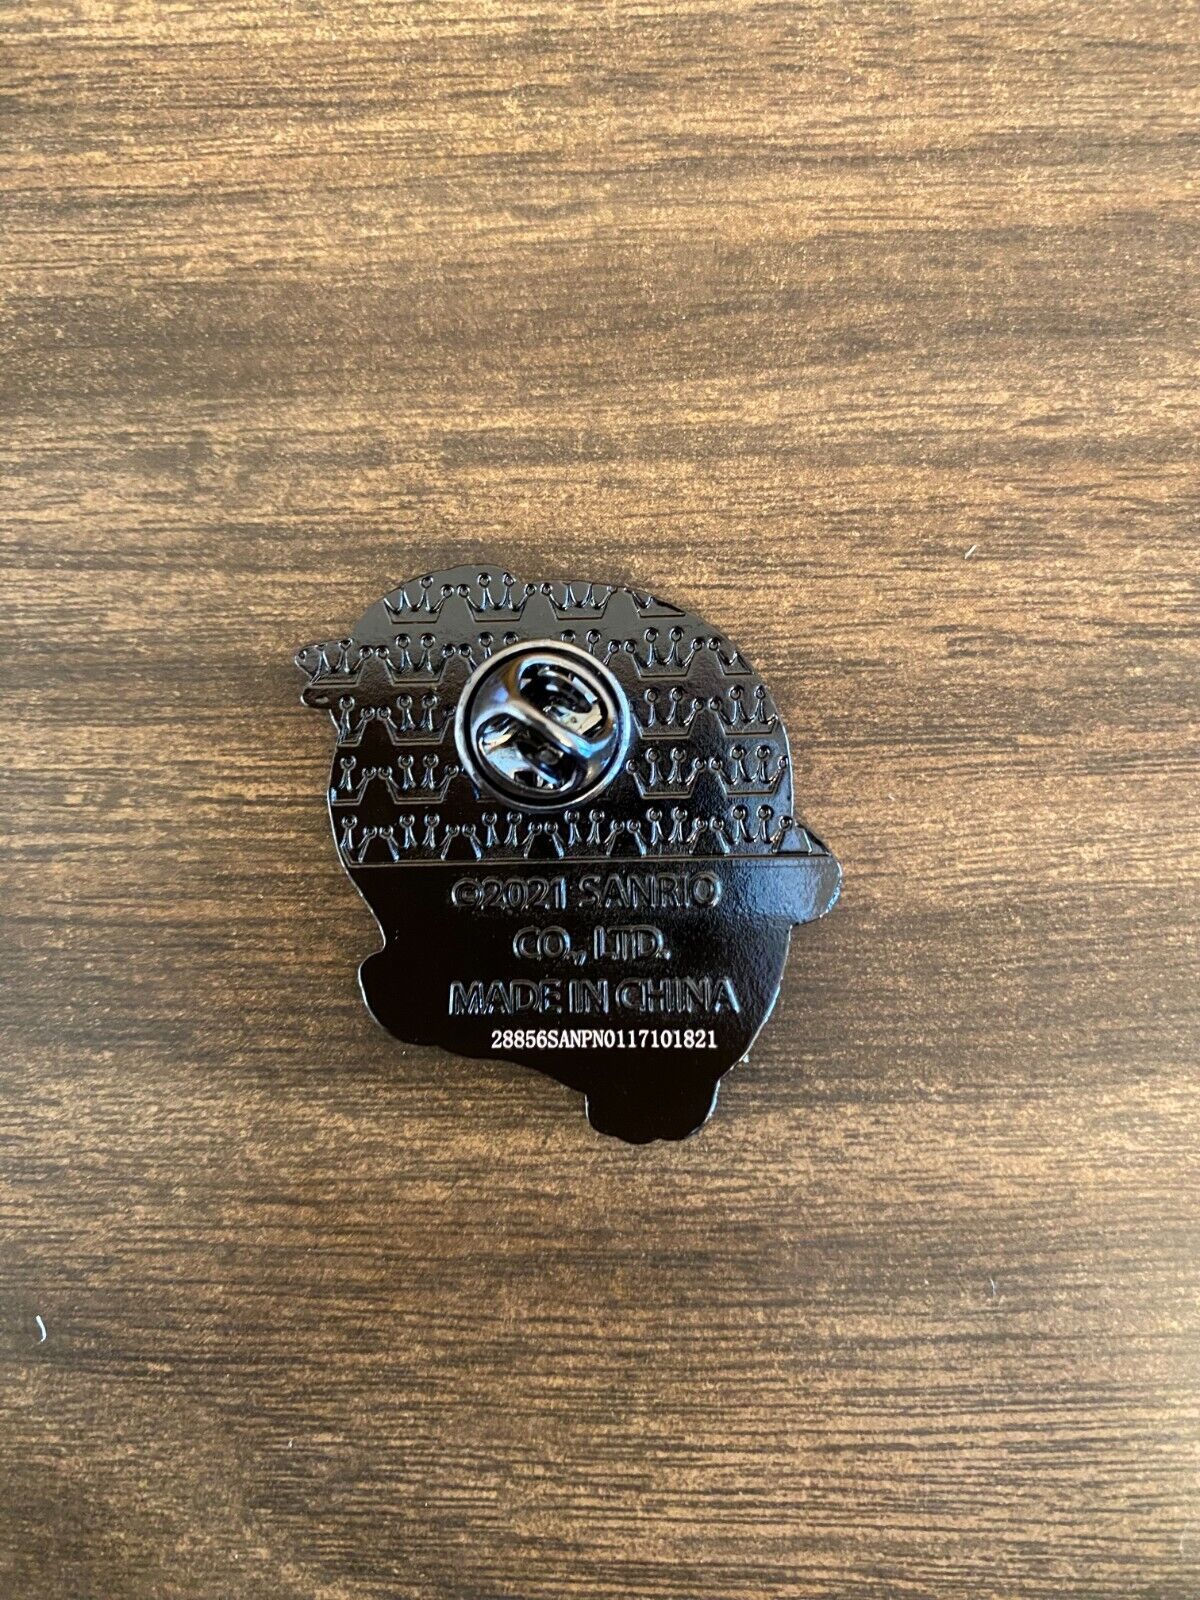 ©2021 SANRIO
CO., LTD.
MADE IN CHINA
28856SANPN0117101821